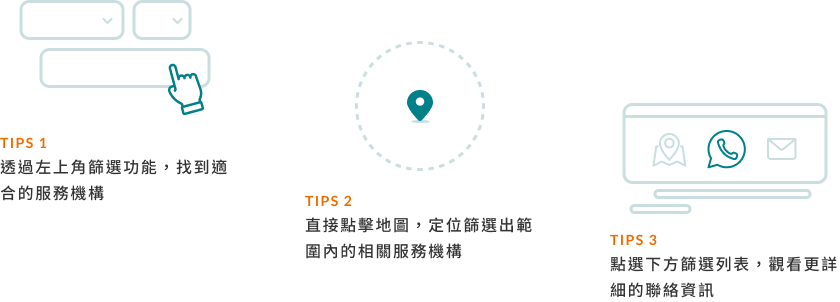 TIPS 1
透過左上角篩選功能，找到適
合的服務機構
TIPS 2
直接點擊地圖，定位篩選出範
圍內的相關服務機構
TIPS 3
點選下方篩選列表，觀看更詳
細的聯絡資訊